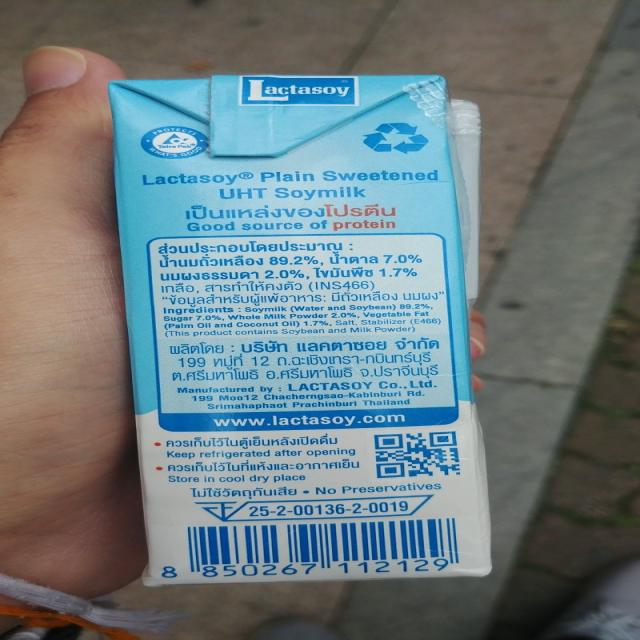 Lactasoy
PROTECTS
Tetra Pak
WHAT'S GOOD
Lactasoy® Plain Sweetened
UHT Soymilk
เป็นแหล่งของโปรตีน
Good source of protein
ส่วนประกอบโดยประมาณ :
น้ำนมถั่วเหลือง 89.2%, น้ำตาล 7.0%
นมผงธรรมดา 2.0%, ไขมันพืช 1.7%
เกลือ, สารทำให้คงตัว (INS466)
"ข้อมูลสำหรับผู้แพ้อาหาร: มีถั่วเหลือง นมผง"
Ingredients : Soymilk (Water and Soybean) 89.2%,
Sugar 7.0%, Whole Milk Powder 2.0%, Vegetable Fat
(Palm Oil and Coconut Oil) 1.7%, Salt, Stabilizer (E466)
(This product contains Soybean and Milk Powder)
ผลิตโดย : บริษัท แลคตาซอย จำกัด
199 หมู่ที่ 12 ถ.ฉะเชิงเทรา-กบินทร์บุรี
ต.ศรีมหาโพธิ อ.ศรีมหาโพธิ จ.ปราจีนบุรี
Manufactured by : LACTASOY Co., Ltd.
199 Moo12 Chacherngsao-Kabinburi Rd.
Srimahaphaot Prachinburi Thailand
www.lactasoy.com
• ควรเก็บไว้ในตู้เย็นหลังเปิดดื่ม
Keep refrigerated after opening
• ควรเก็บไว้ในที่แห้งและอากาศเย็น
Store in cool dry place
ไม่ใช้วัตถุกันเสีย • No Preservatives
25-2-00136-2-0019
8 850267 112129